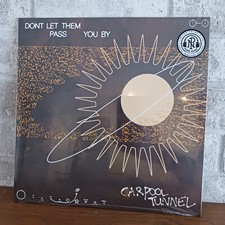 DONT LET THEM
PASS YOU BY
CARPOOL
TUNNEL